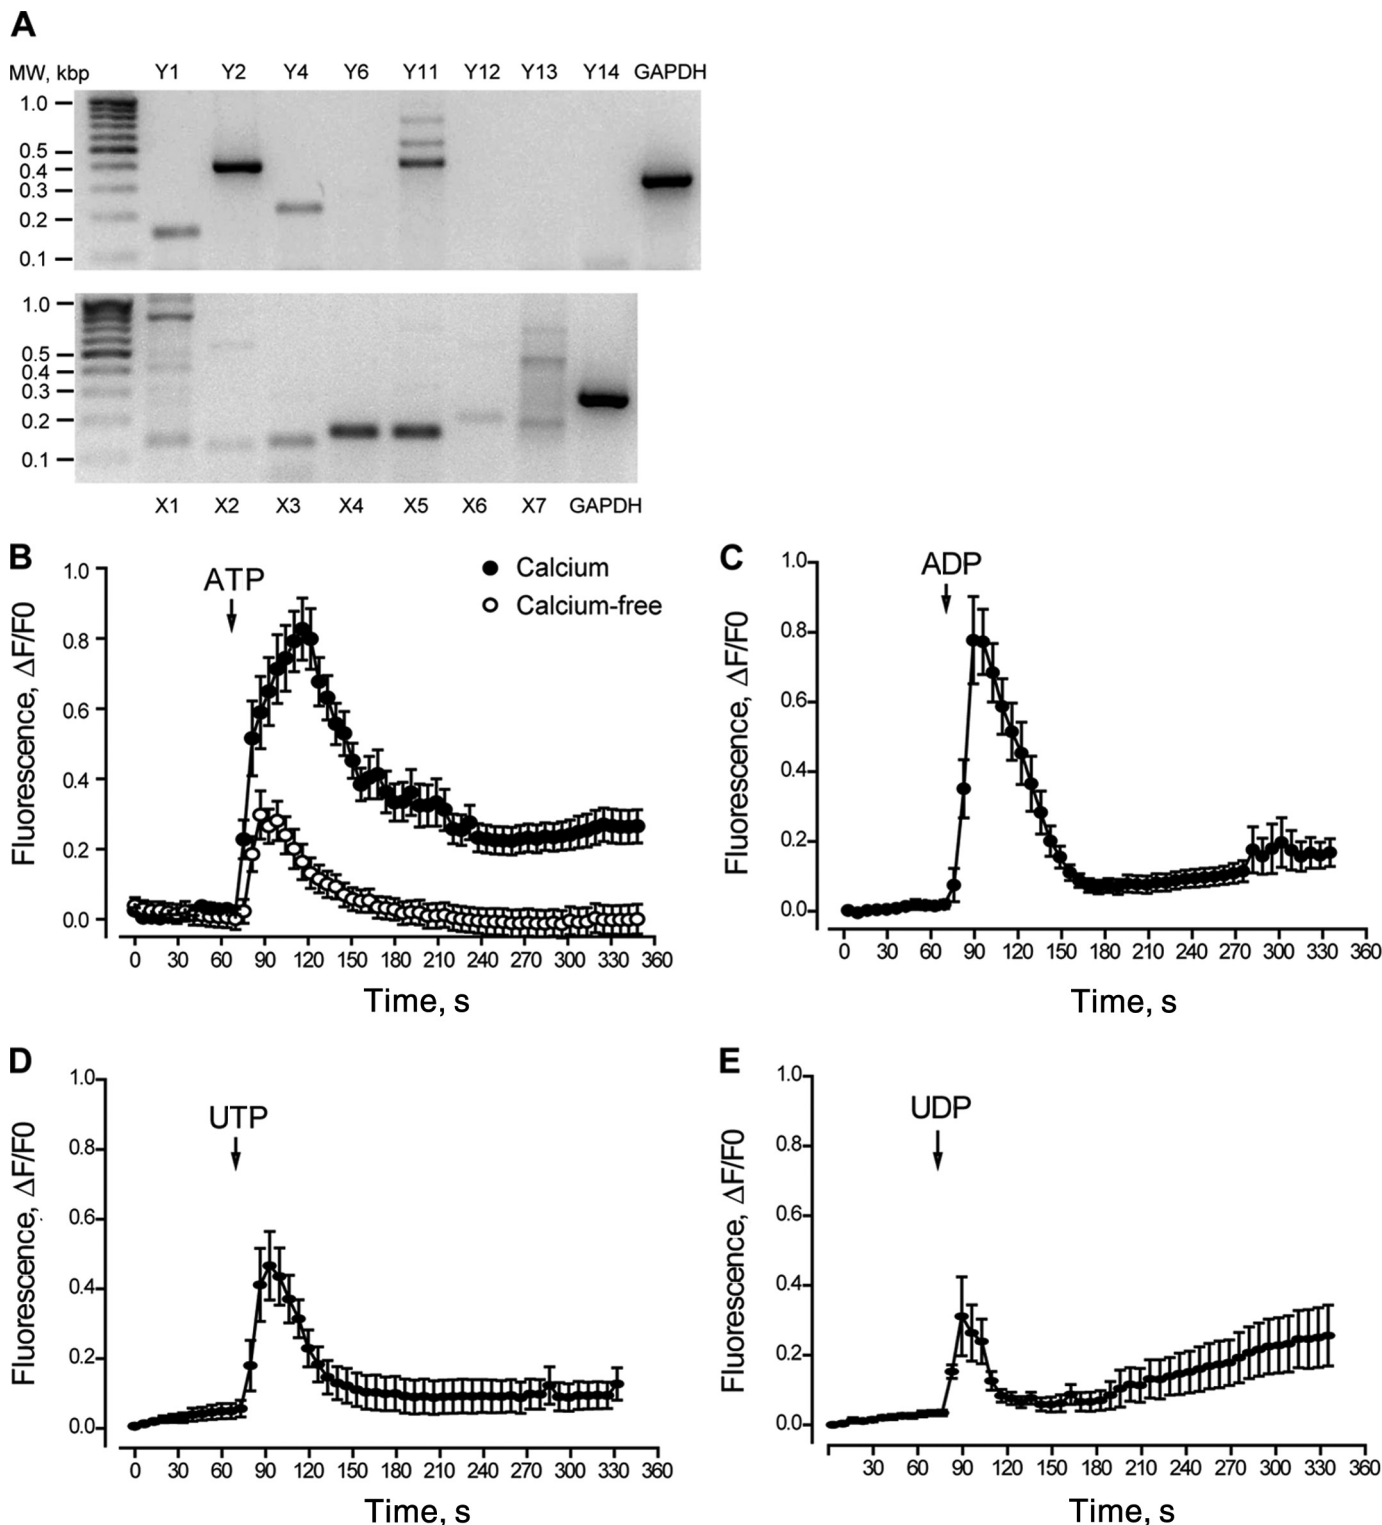 A
MW, kbp Y1 Y2 Y4 Y6 Y11 Y12 Y13 Y14 GAPDH
1.0
0.5
0.4
0.3
0.2
0.1
1.0
0.5
0.4
0.3
0.2
0.1
X1 X2 X3 X4 X5 X6 X7 GAPDH
B
ATP
Calcium
Calcium-free
Fluorescence, ΔF/F0
1.0
0.8
0.6
0.4
0.2
0.0
0 30 60 90 120 150 180 210 240 270 300 330 360
Time, s
C
ADP
Fluorescence, ΔF/F0
1.0
0.8
0.6
0.4
0.2
0.0
0 30 60 90 120 150 180 210 240 270 300 330 360
Time, s
D
UTP
Fluorescence, ΔF/F0
1.0
0.8
0.6
0.4
0.2
0.0
0 30 60 90 120 150 180 210 240 270 300 330 360
Time, s
E
UDP
Fluorescence, ΔF/F0
1.0
0.8
0.6
0.4
0.2
0.0
30 60 90 120 150 180 210 240 270 300 330 360
Time, s